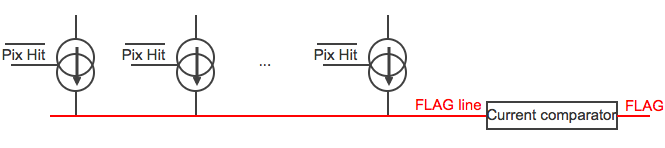 Pix Hit
Pix Hit
...
Pix Hit
FLAG line
Current comparator
FLAG